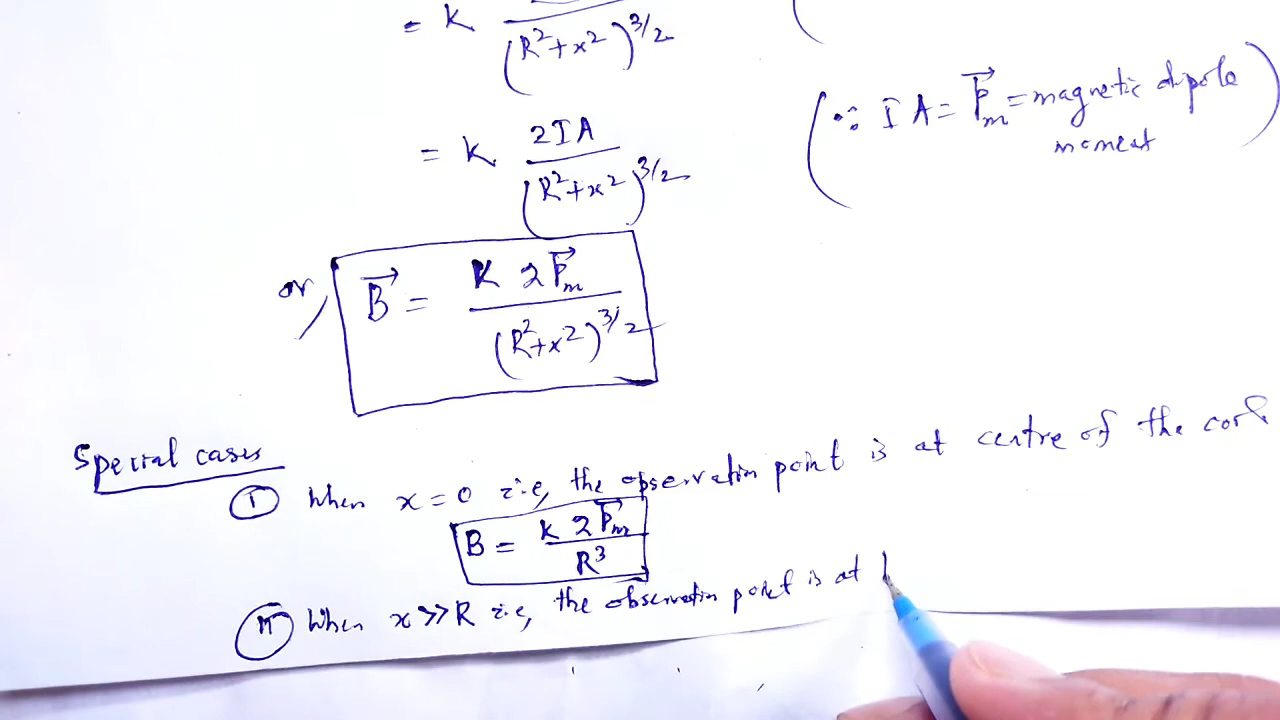 = K / (R²+x²)^3/2
= K 2IA / (R²+x²)^3/2
(∵ IA = P⃗m = magnetic dipole
moment)
or, B⃗ = K 2P⃗m / (R²+x²)^3/2
Special cases
(I) When x = 0 i.e, the observation point is at centre of the coil
B = K 2P⃗m / R³
(II) When x >> R i.e, the observation point is at